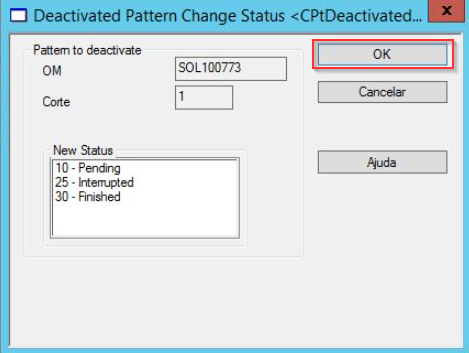 Deactivated Pattern Change Status <CPtDeactivated... X
Pattern to deactivate
OM SOL100773
Corte 1
New Status
10 - Pending
25 - Interrupted
30 - Finished
OK
Cancelar
Ajuda